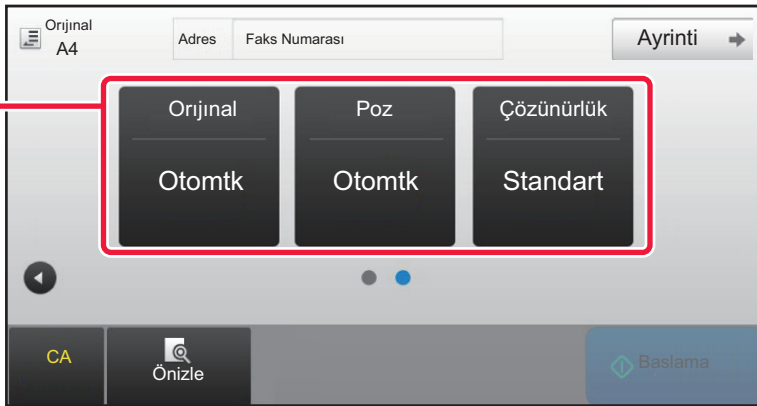 Orıjınal
A4
Adres
Faks Numarası
Ayrinti
Orıjınal
Poz
Çözünürlük
Otomtk
Otomtk
Standart
CA
Önizle
Baslama